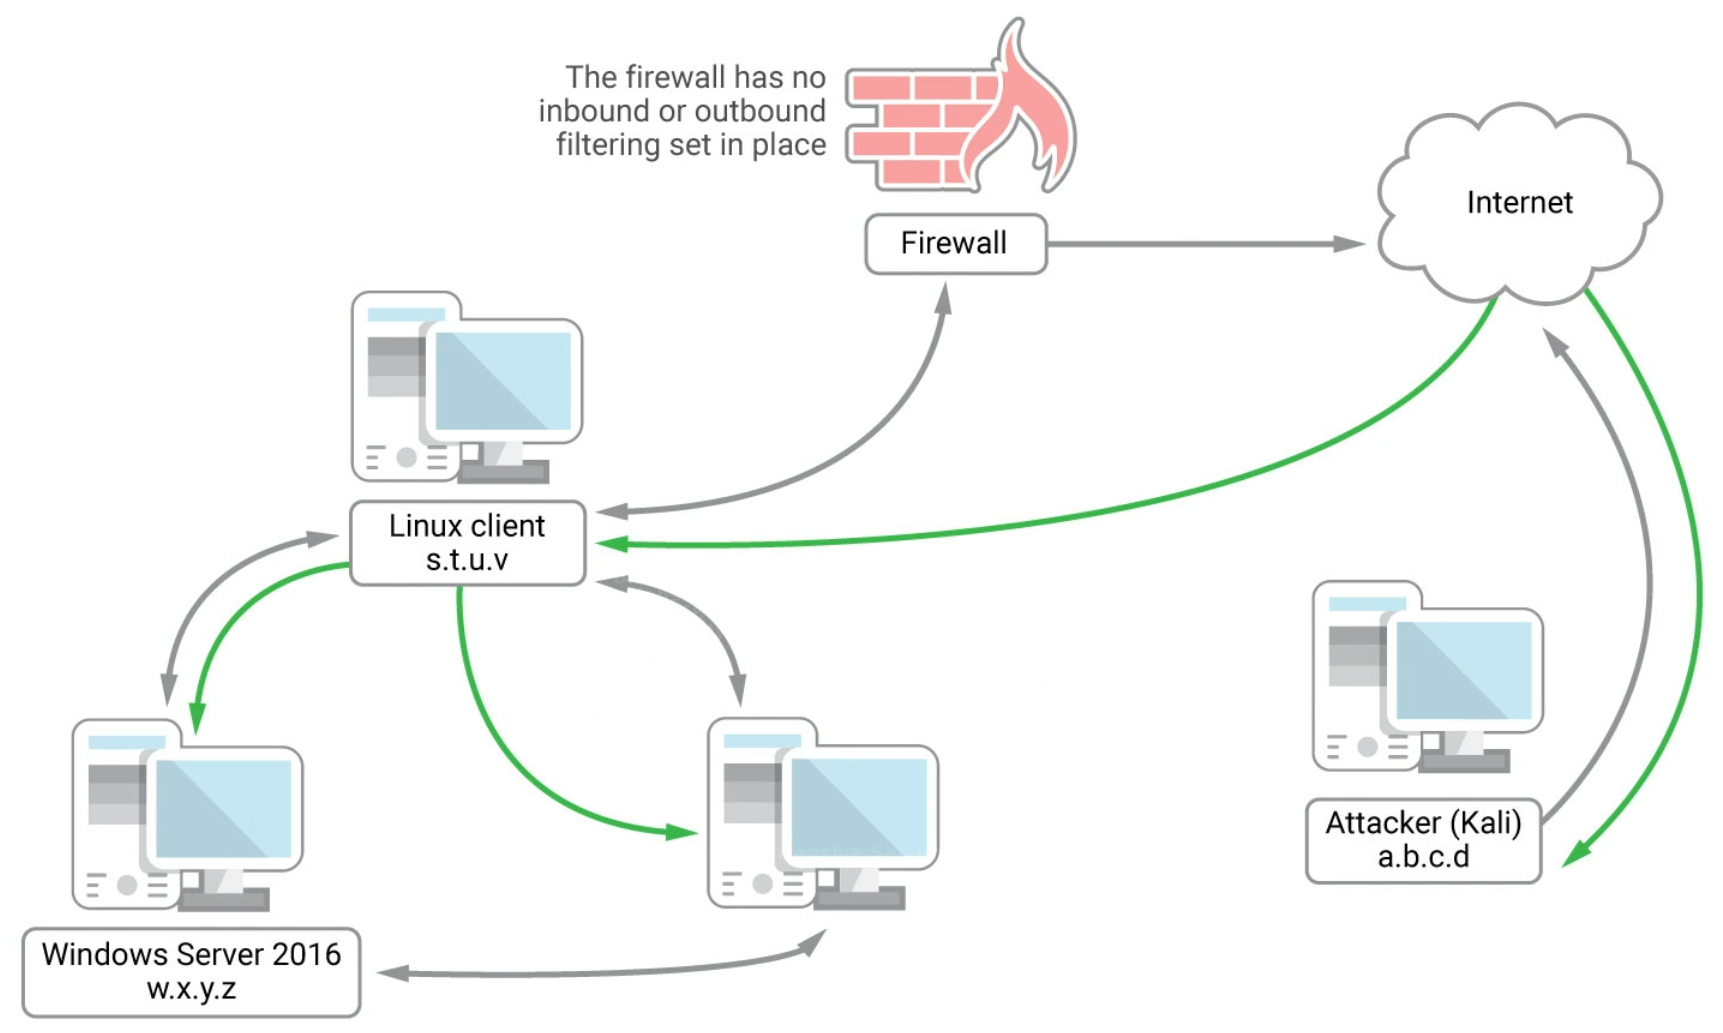 The firewall has no
inbound or outbound
filtering set in place
Internet
Firewall
Linux client
s.t.u.v
Attacker (Kali)
a.b.c.d
Windows Server 2016
w.x.y.z